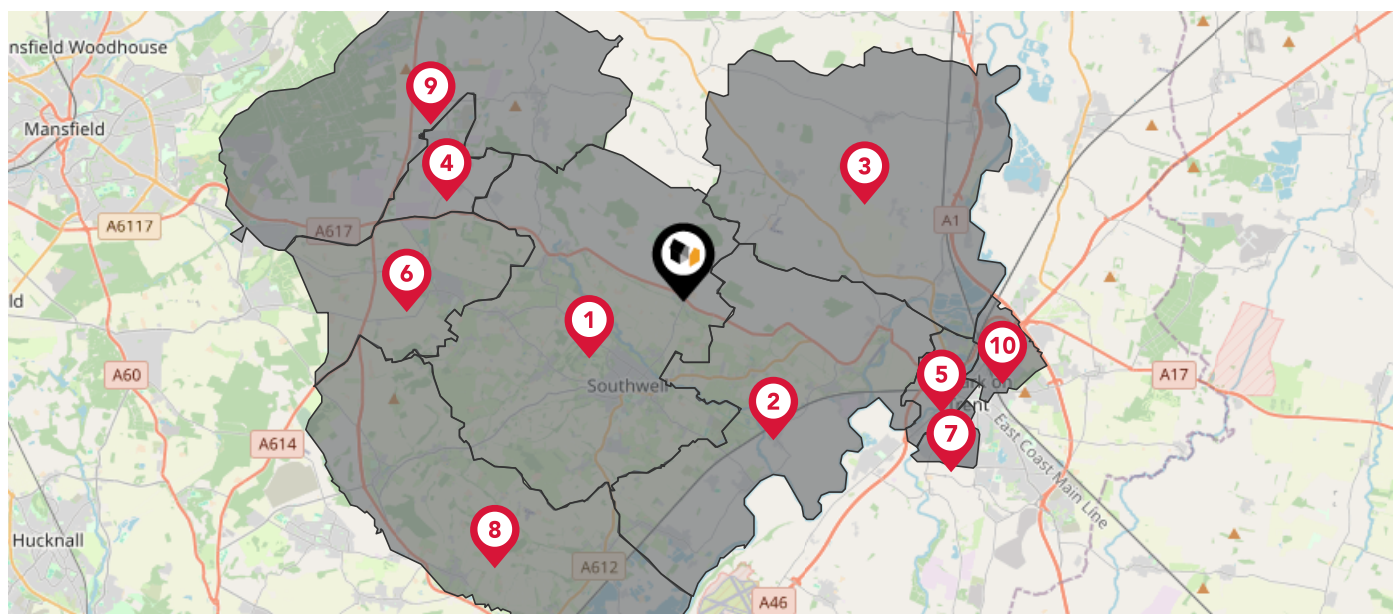 nsfield Woodhouse
9
Mansfield
4
3
A6117
A617
A1
6
1
10
A60
Southwell
5
A17
2
7
A614
East Coast Main Line
8
Hucknall
A612
A46
ld